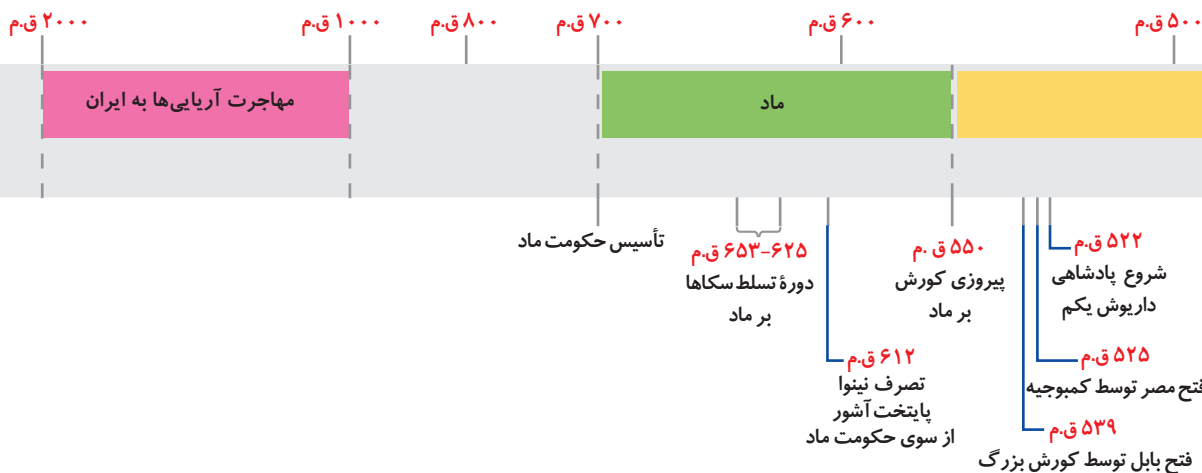 ۲۰۰۰ ق.م
۱۰۰۰ ق.م
۸۰۰ ق.م
۷۰۰ ق.م
۶۰۰ ق.م
۵۰۰ ق.م
مهاجرت آریایی‌ها به ایران
ماد
تأسیس حکومت ماد
۶۵۳-۶۲۵ ق.م
دورهٔ تسلط سکاها
بر ماد
۶۱۲ ق.م
تصرف نینوا
پایتخت آشور
از سوی حکومت ماد
۵۵۰ ق .م
پیروزی کورش
بر ماد
۵۲۲ ق.م
شروع پادشاهی
داریوش یکم
۵۲۵ ق.م
فتح مصر توسط کمبوجیه
۵۳۹ ق.م
فتح بابل توسط کورش بزرگ